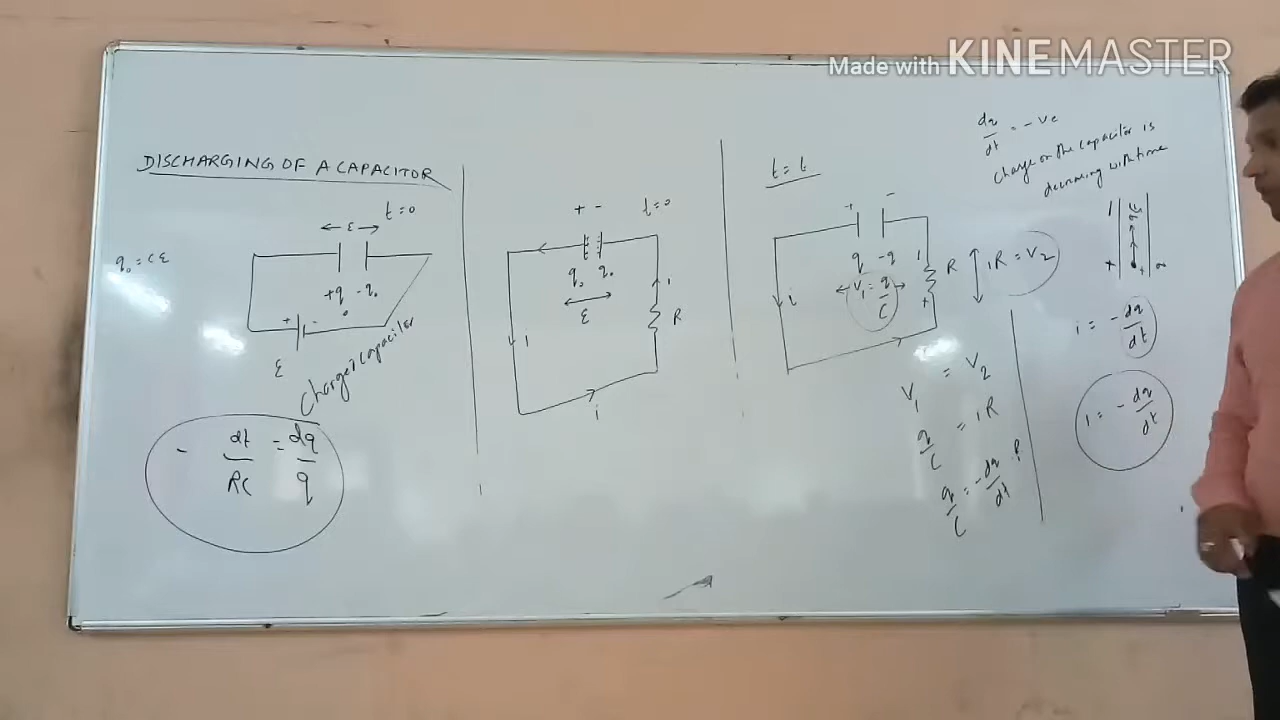 Made with KINEMASTER
DISCHARGING OF A CAPACITOR
t=0
ε
q₀ = Cε
+q -q₀
+ -
ε
Charged capacitor
- dt/RC = dq/q
+ - t=0
q₀ q₀
ε
i
i
i
R
t = t
+ -
q -q
V₁ = q/C
i
i
+
R
iR = V₂
V₁ = V₂
q/C = iR
q/C = -dq/dt R
dq/dt = -ve
Charge on the capacitor is
decreasing with time
i = -dq/dt
i = -dq/dt